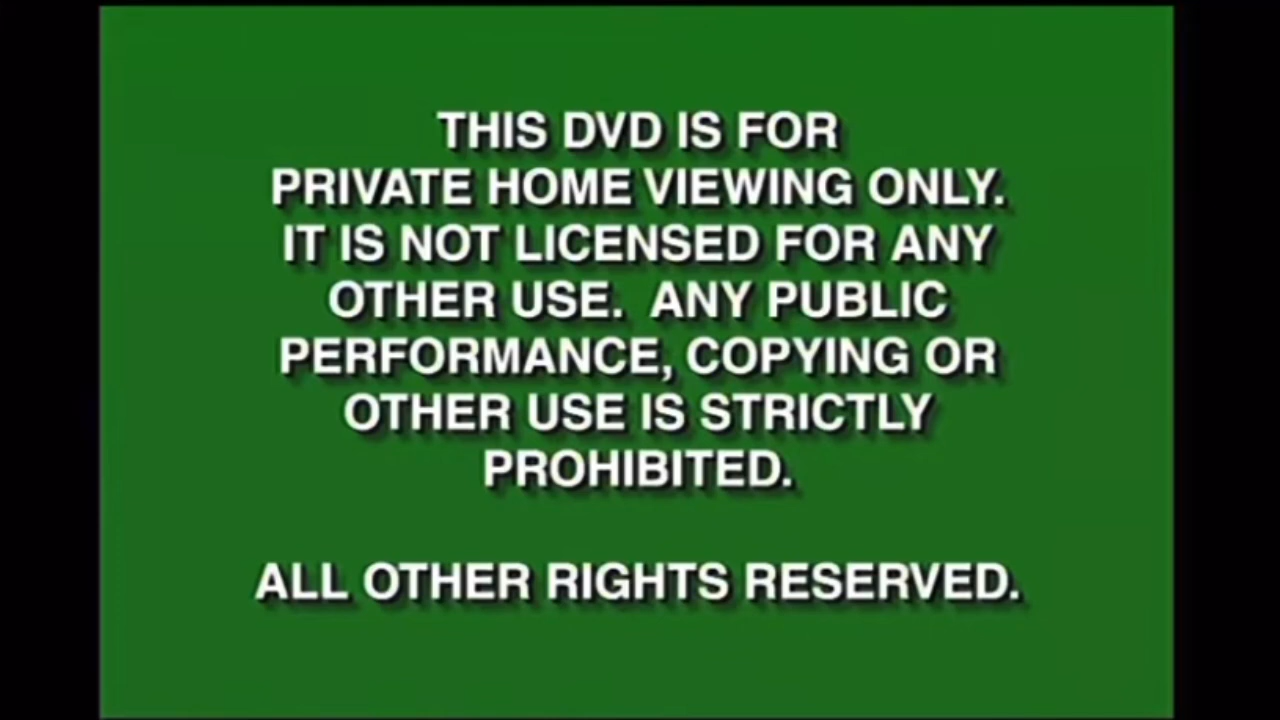 THIS DVD IS FOR
PRIVATE HOME VIEWING ONLY.
IT IS NOT LICENSED FOR ANY
OTHER USE.  ANY PUBLIC
PERFORMANCE, COPYING OR
OTHER USE IS STRICTLY
PROHIBITED.
ALL OTHER RIGHTS RESERVED.